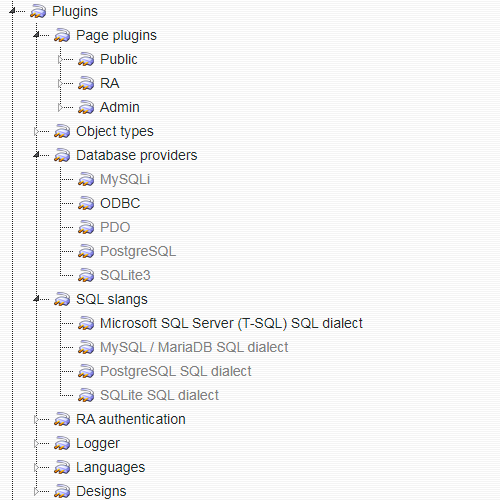 Plugins
Page plugins
Public
RA
Admin
Object types
Database providers
MySQLi
ODBC
PDO
PostgreSQL
SQLite3
SQL slangs
Microsoft SQL Server (T-SQL) SQL dialect
MySQL / MariaDB SQL dialect
PostgreSQL SQL dialect
SQLite SQL dialect
RA authentication
Logger
Languages
Designs